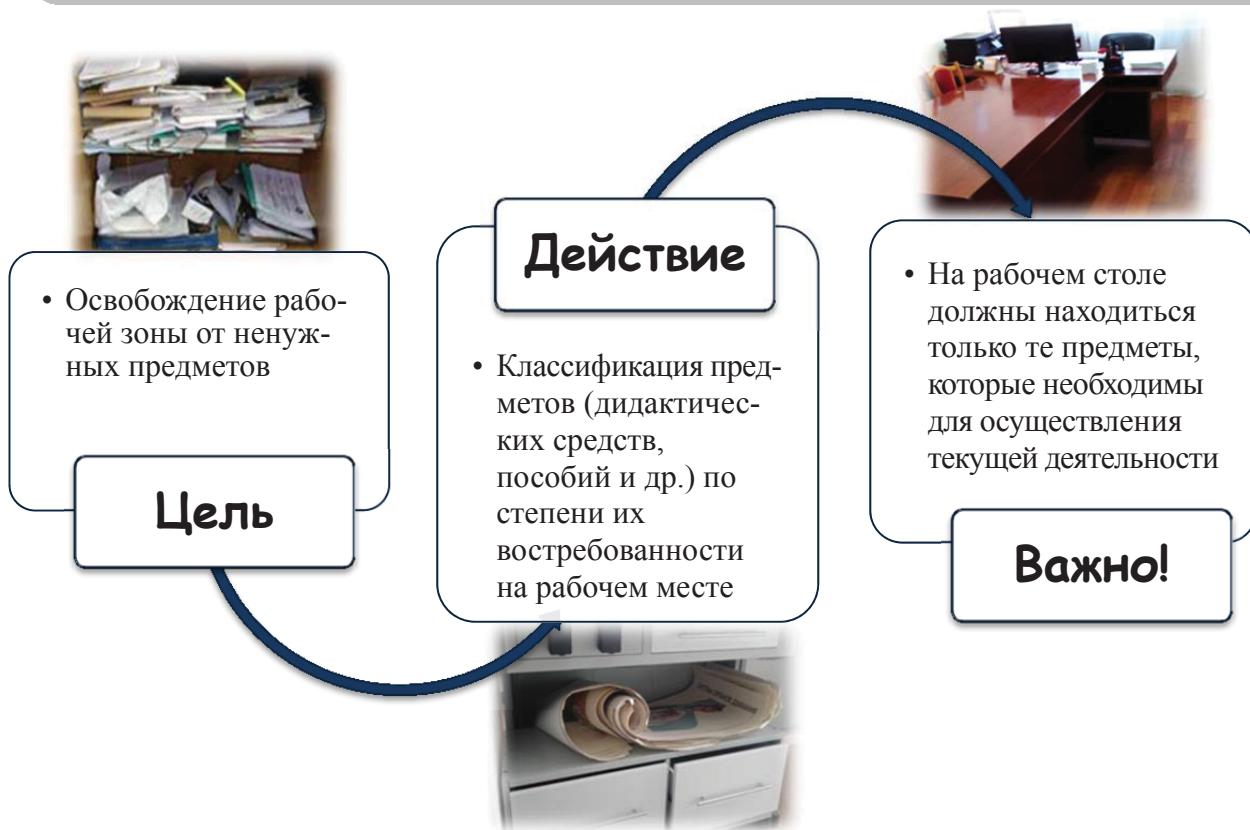 • Освобождение рабо-
чей зоны от ненуж-
ных предметов
Цель
Действие
• Классификация пред-
метов (дидактичес-
ких средств,
пособий и др.) по
степени их
востребованности
на рабочем месте
• На рабочем столе
должны находиться
только те предметы,
которые необходимы
для осуществления
текущей деятельности
Важно!